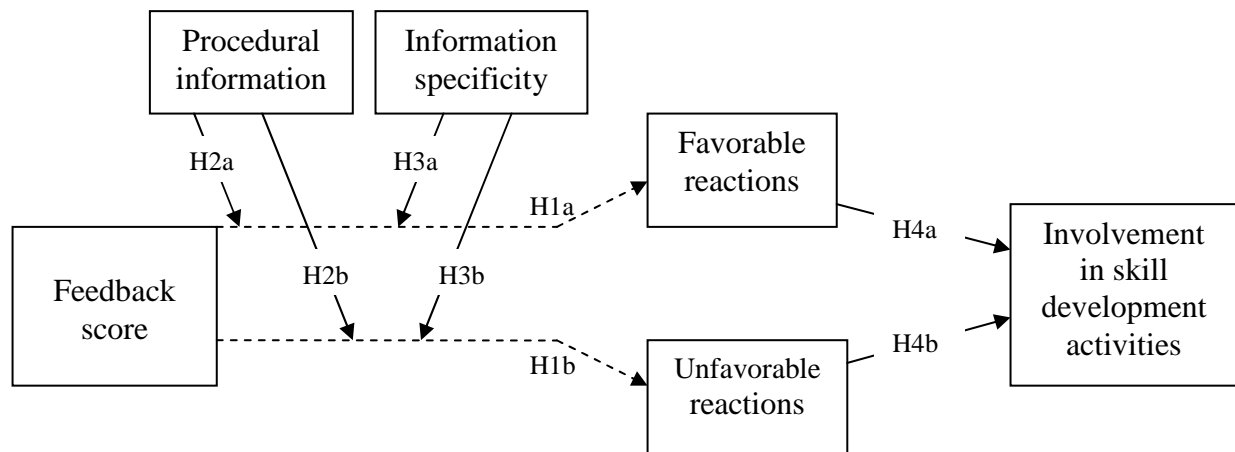 Procedural
information
Information
specificity
H2a
H3a
Favorable
reactions
H1a
H4a
Feedback
score
H2b
H3b
Involvement
in skill
development
activities
H1b
H4b
Unfavorable
reactions